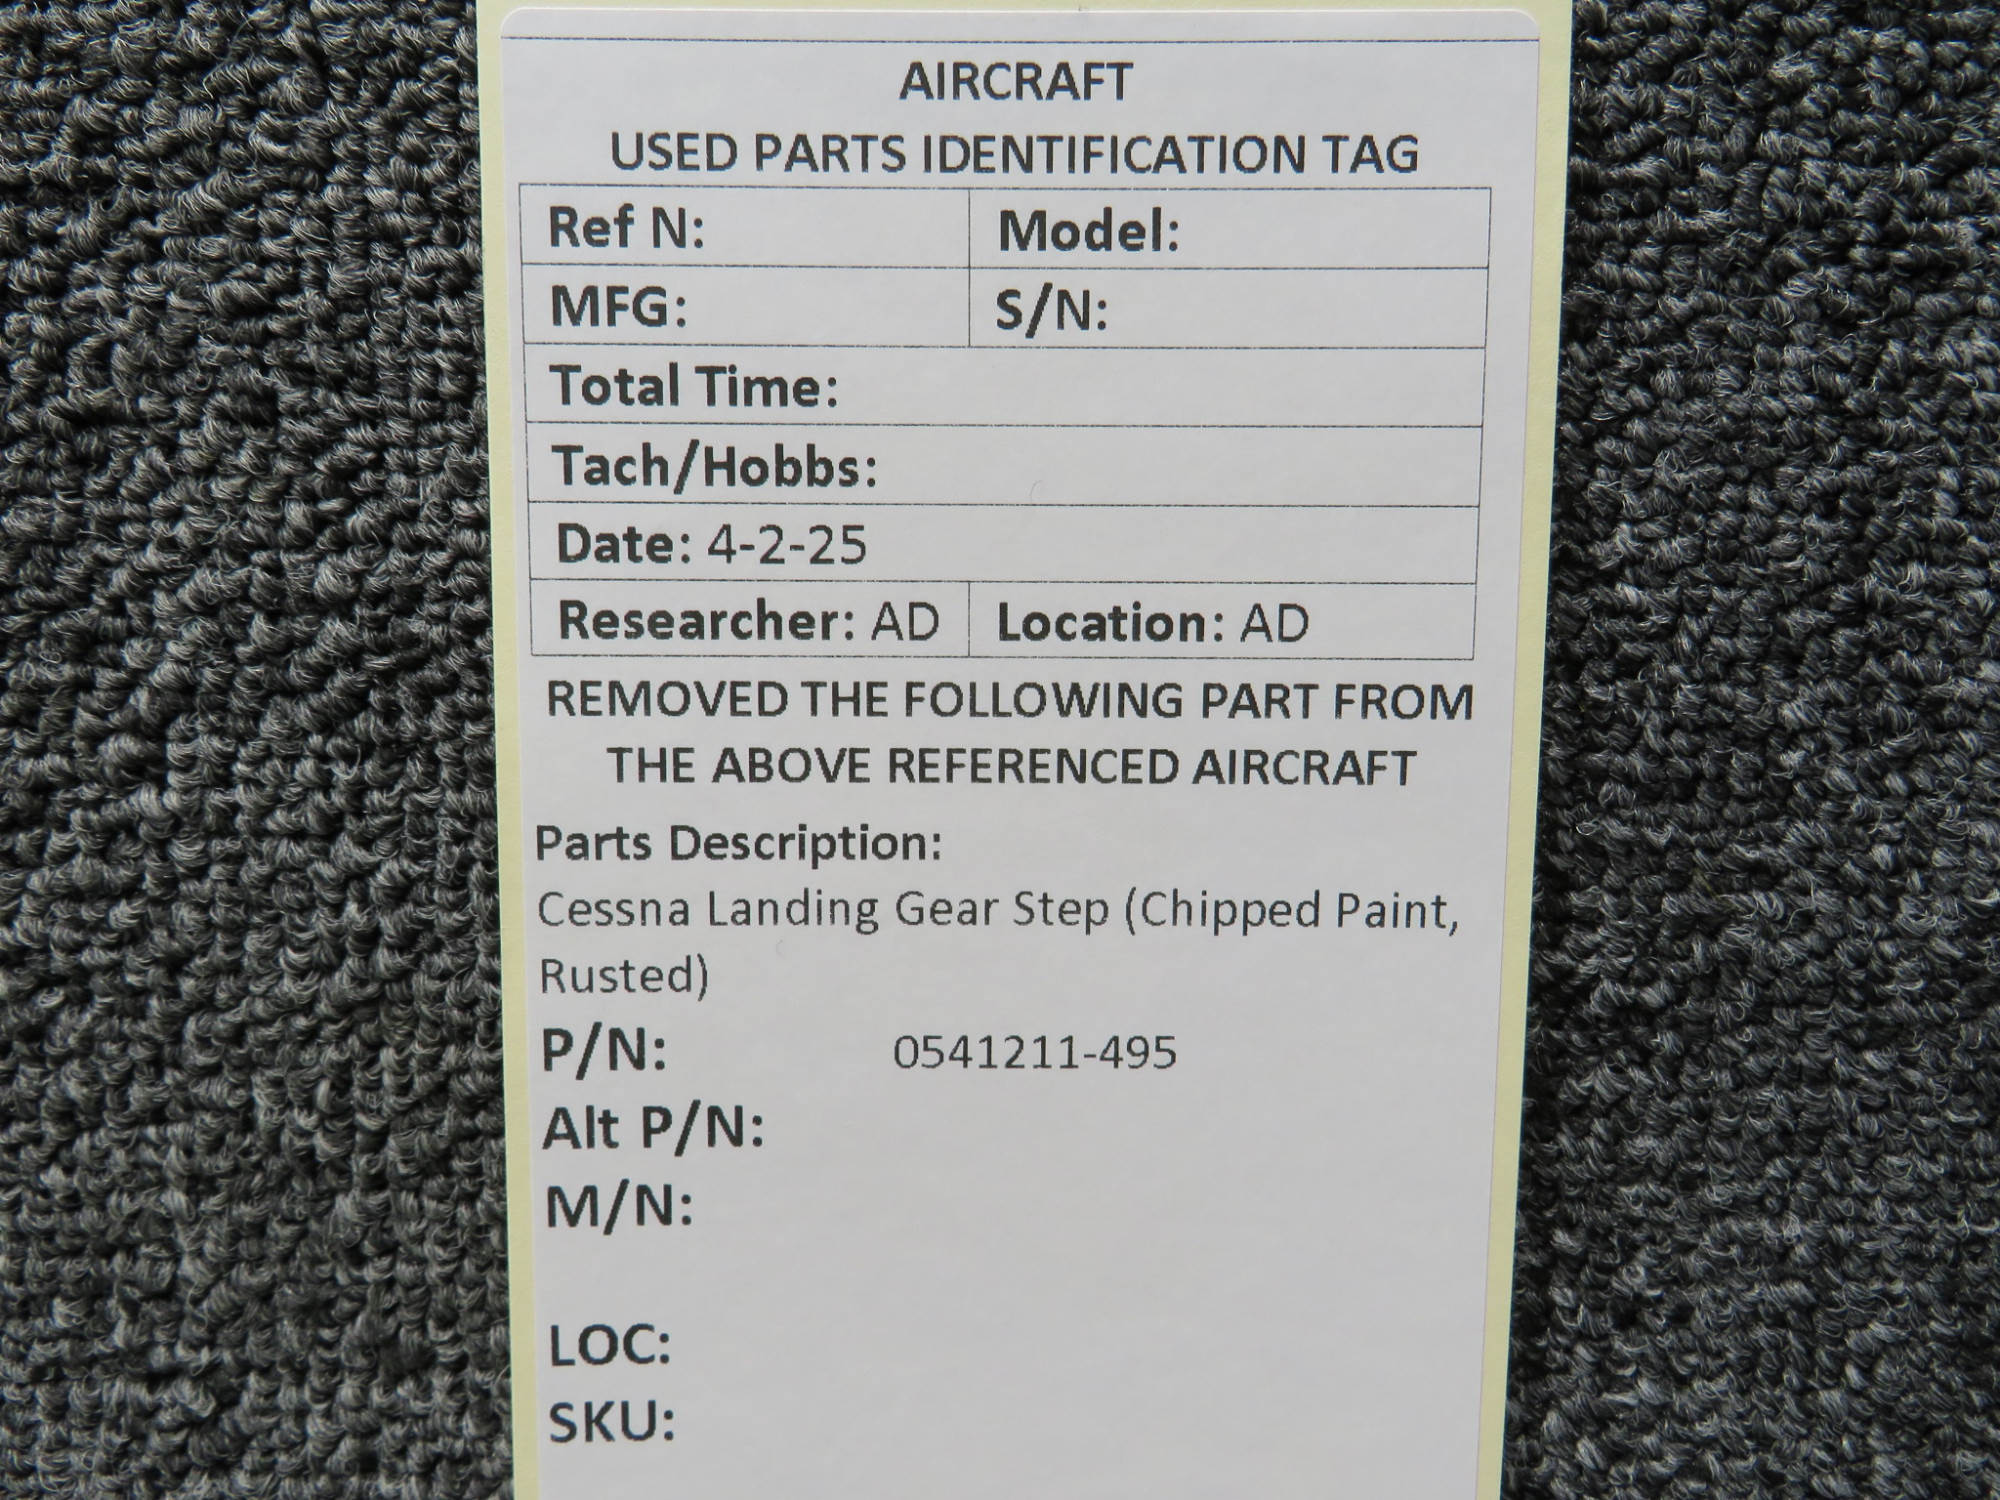 AIRCRAFT
USED PARTS IDENTIFICATION TAG
Ref N: Model:
MFG: S/N:
Total Time:
Tach/Hobbs:
Date: 4-2-25
Researcher: AD Location: AD
REMOVED THE FOLLOWING PART FROM
THE ABOVE REFERENCED AIRCRAFT
Parts Description:
Cessna Landing Gear Step (Chipped Paint,
Rusted)
P/N: 0541211-495
Alt P/N:
M/N:
LOC:
SKU: